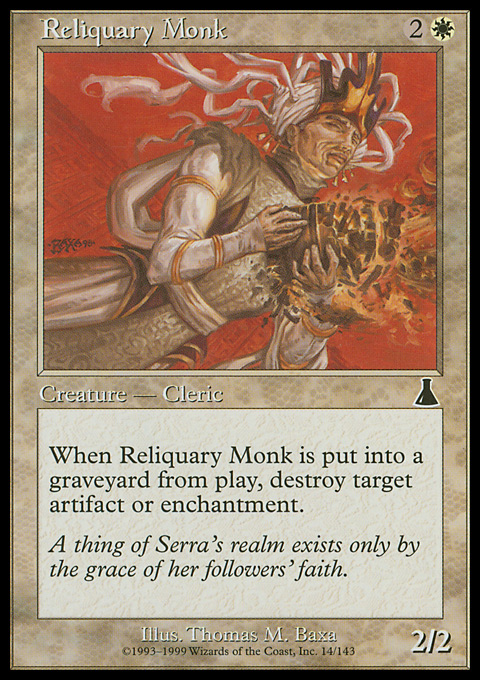 Reliquary Monk 2
BAXA 98
Creature — Cleric
When Reliquary Monk is put into a
graveyard from play, destroy target
artifact or enchantment.
A thing of Serra's realm exists only by
the grace of her followers' faith.
Illus. Thomas M. Baxa
2/2
©1993–1999 Wizards of the Coast, Inc. 14/143